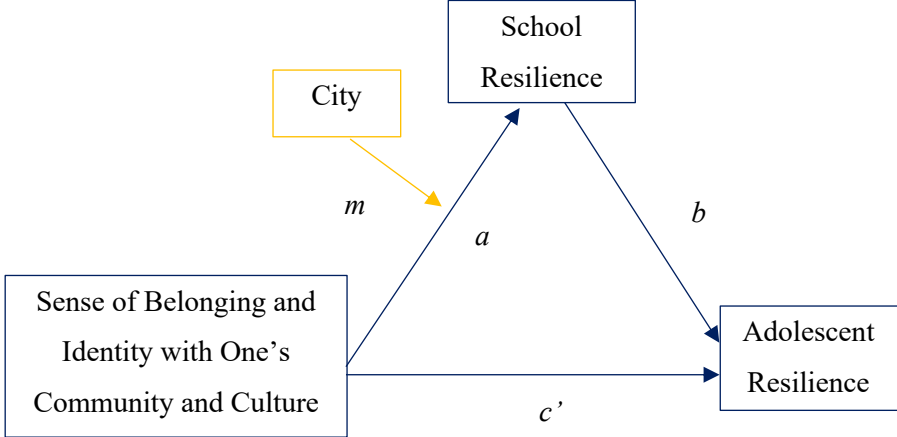 School
Resilience
City
m
a
b
Sense of Belonging and
Identity with One’s
Community and Culture
Adolescent
Resilience
c’